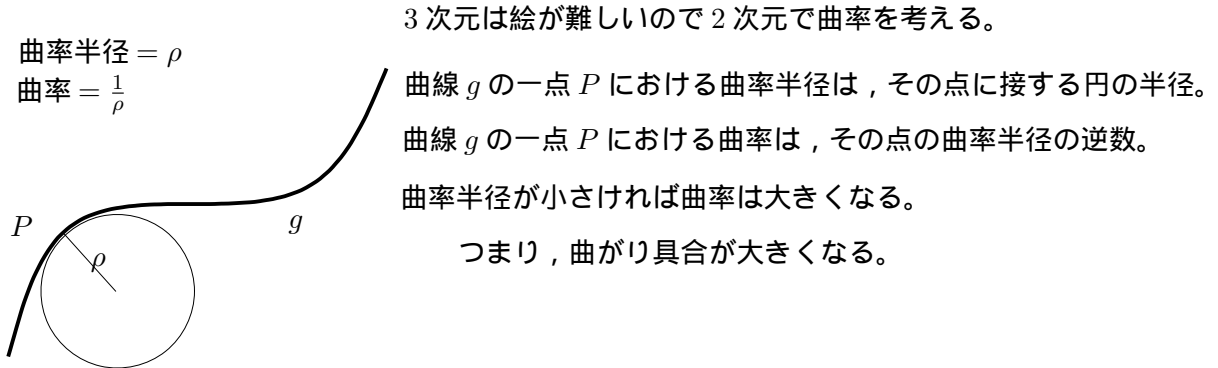 3 次元は絵が難しいので 2 次元で曲率を考える。
曲率半径 = ρ
曲率 = 1/ρ
曲線 g の一点 P における曲率半径は , その点に接する円の半径。
曲線 g の一点 P における曲率は , その点の曲率半径の逆数。
曲率半径が小さければ曲率は大きくなる。
つまり , 曲がり具合が大きくなる。
P
g
ρ